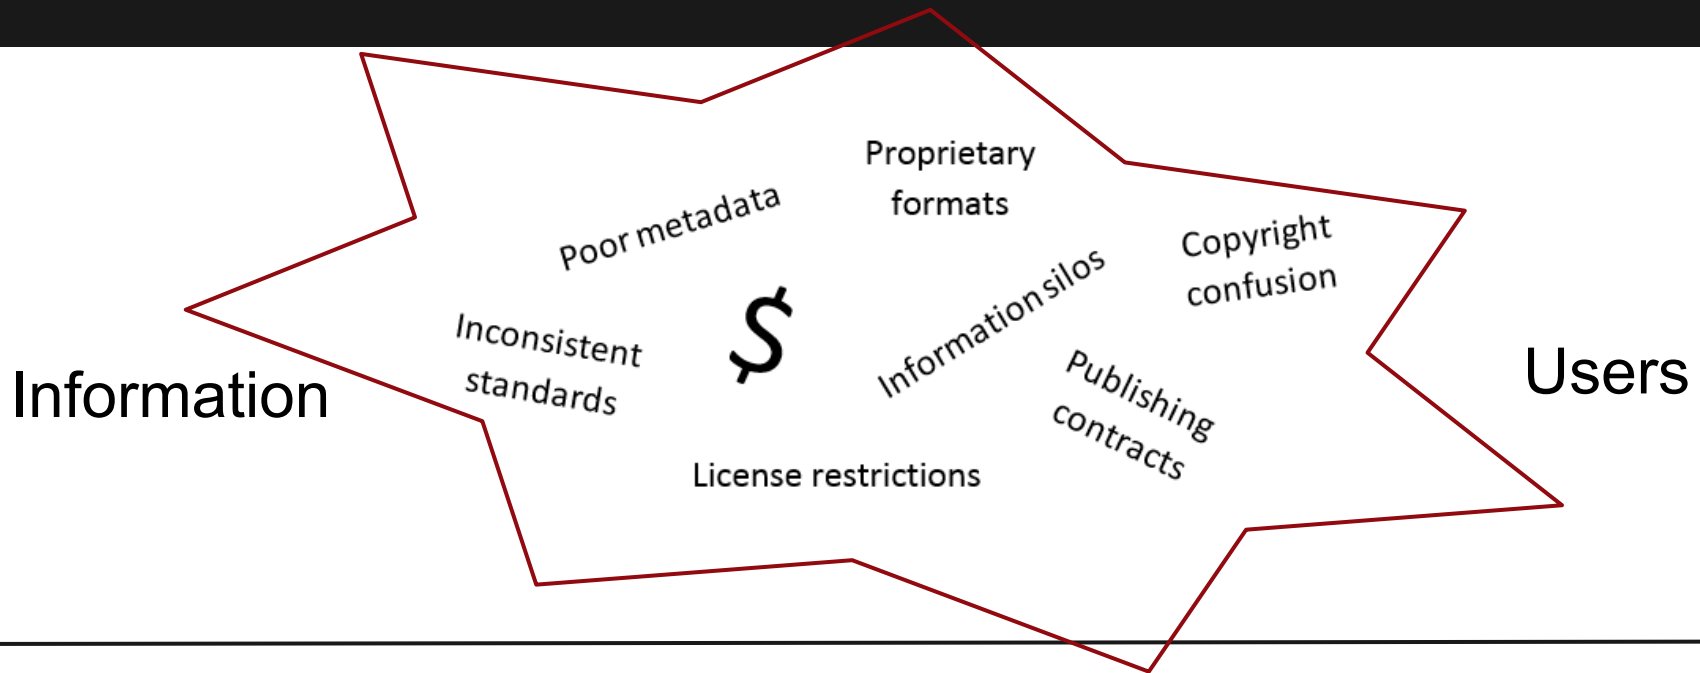 Proprietary
formats
Poor metadata
Copyright
confusion
Information silos
$
Inconsistent
standards
Information
Users
Publishing
contracts
License restrictions